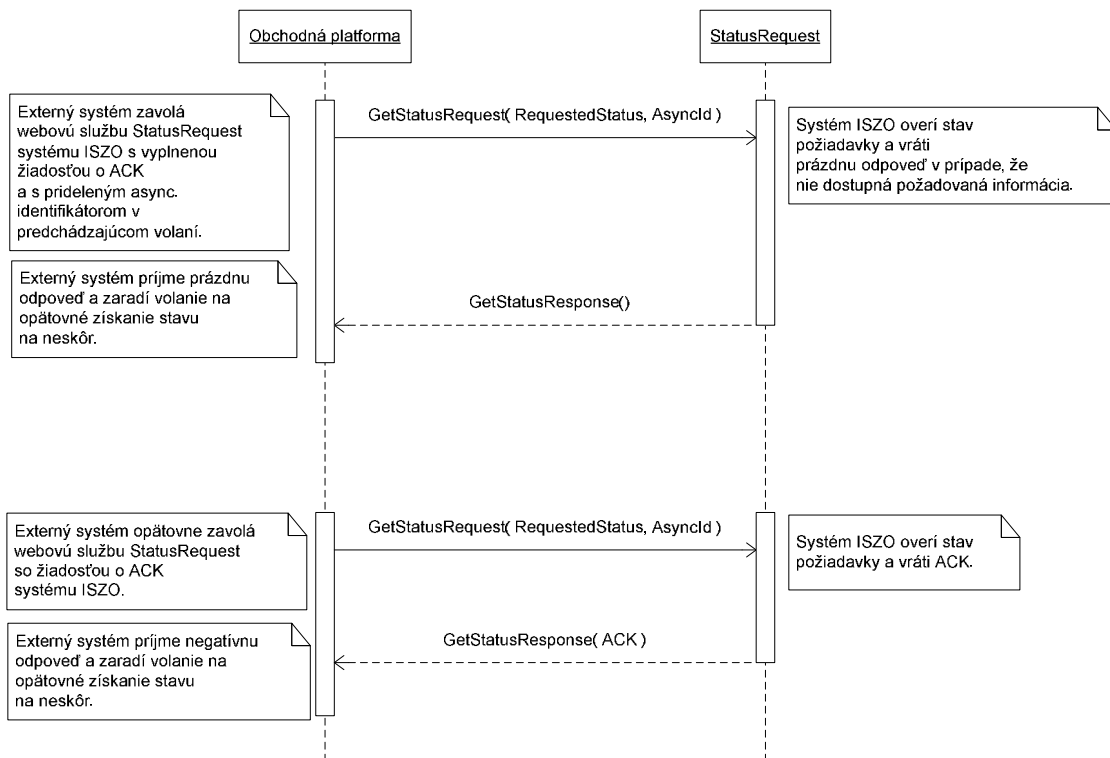 Obchodná platforma
StatusRequest
Externý systém zavolá
webovú službu StatusRequest
systému ISZO s vyplnenou
žiadosťou o ACK
a s prideleným async.
identifikátorom v
predchádzajúcom volaní.
GetStatusRequest( RequestedStatus, AsyncId )
Systém ISZO overí stav
požiadavky a vráti
prázdnu odpoveď v prípade, že
nie dostupná požadovaná informácia.
Externý systém príjme prázdnu
odpoveď a zaradí volanie na
opätovné získanie stavu
na neskôr.
GetStatusResponse()
Externý systém opätovne zavolá
webovú službu StatusRequest
so žiadosťou o ACK
systému ISZO.
GetStatusRequest( RequestedStatus, AsyncId )
Systém ISZO overí stav
požiadavky a vráti ACK.
Externý systém príjme negatívnu
odpoveď a zaradí volanie na
opätovné získanie stavu
na neskôr.
GetStatusResponse( ACK )